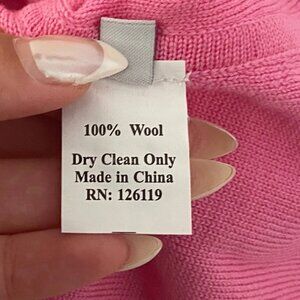 100% Wool
Dry Clean Only
Made in China
RN: 126119